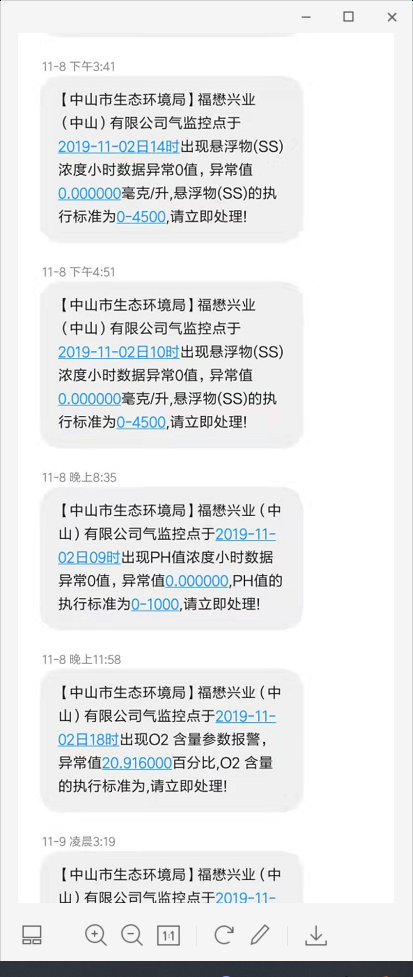 11-8 下午3:41
【中山市生态环境局】福懋兴业
（中山）有限公司气监控点于
2019-11-02日14时出现悬浮物(SS)
浓度小时数据异常0值，异常值
0.000000毫克/升,悬浮物(SS)的执
行标准为0-4500,请立即处理!
11-8 下午4:51
【中山市生态环境局】福懋兴业
（中山）有限公司气监控点于
2019-11-02日10时出现悬浮物(SS)
浓度小时数据异常0值，异常值
0.000000毫克/升,悬浮物(SS)的执
行标准为0-4500,请立即处理!
11-8 晚上8:35
【中山市生态环境局】福懋兴业（中
山）有限公司气监控点于2019-11-
02日09时出现PH值浓度小时数据
异常0值，异常值0.000000,PH值的
执行标准为0-1000,请立即处理!
11-8 晚上11:58
【中山市生态环境局】福懋兴业（中
山）有限公司气监控点于2019-11-
02日18时出现O2 含量参数报警，
异常值20.916000百分比,O2 含量
的执行标准为,请立即处理!
11-9 凌晨3:19
【中山市生态环境局】福懋兴业（中
山）有限公司气监控点于2019-11-
1:1